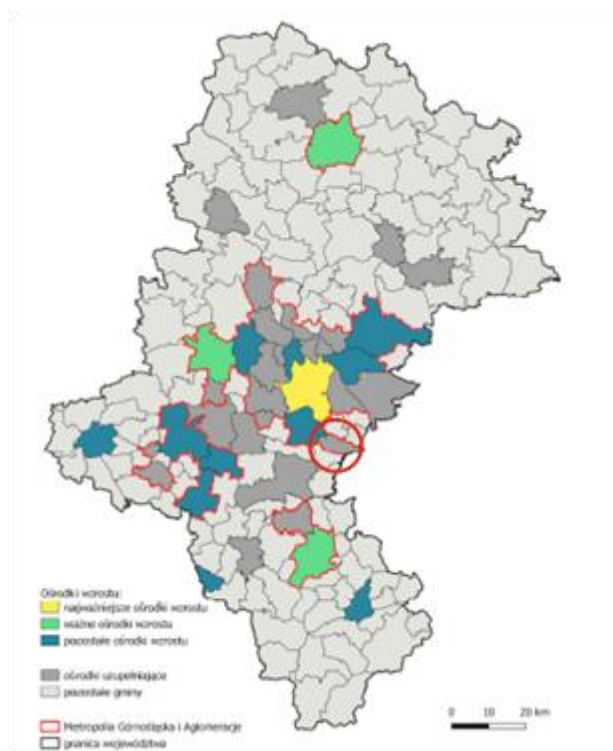 Ośrodki wzrostu:
najważniejsze ośrodki wzrostu
ważne ośrodki wzrostu
pozostałe ośrodki wzrostu
ośrodki uzupełniające
pozostałe gminy
Metropolia Górnośląska i Aglomeracje
granica województwa
0 10 20 km